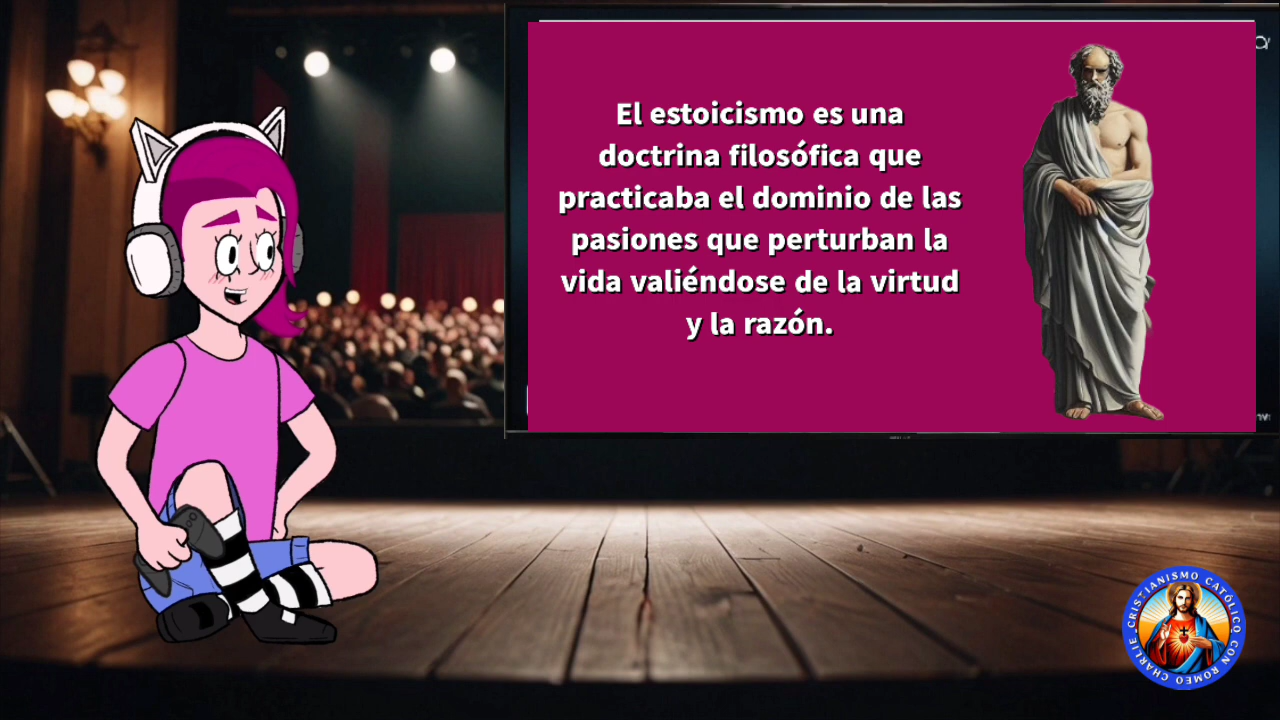 El estoicismo es una
doctrina filosófica que
practicaba el dominio de las
pasiones que perturban la
vida valiéndose de la virtud
y la razón.
CRISTIANISMO CATÓLICO CON ROMEO CHARLIE